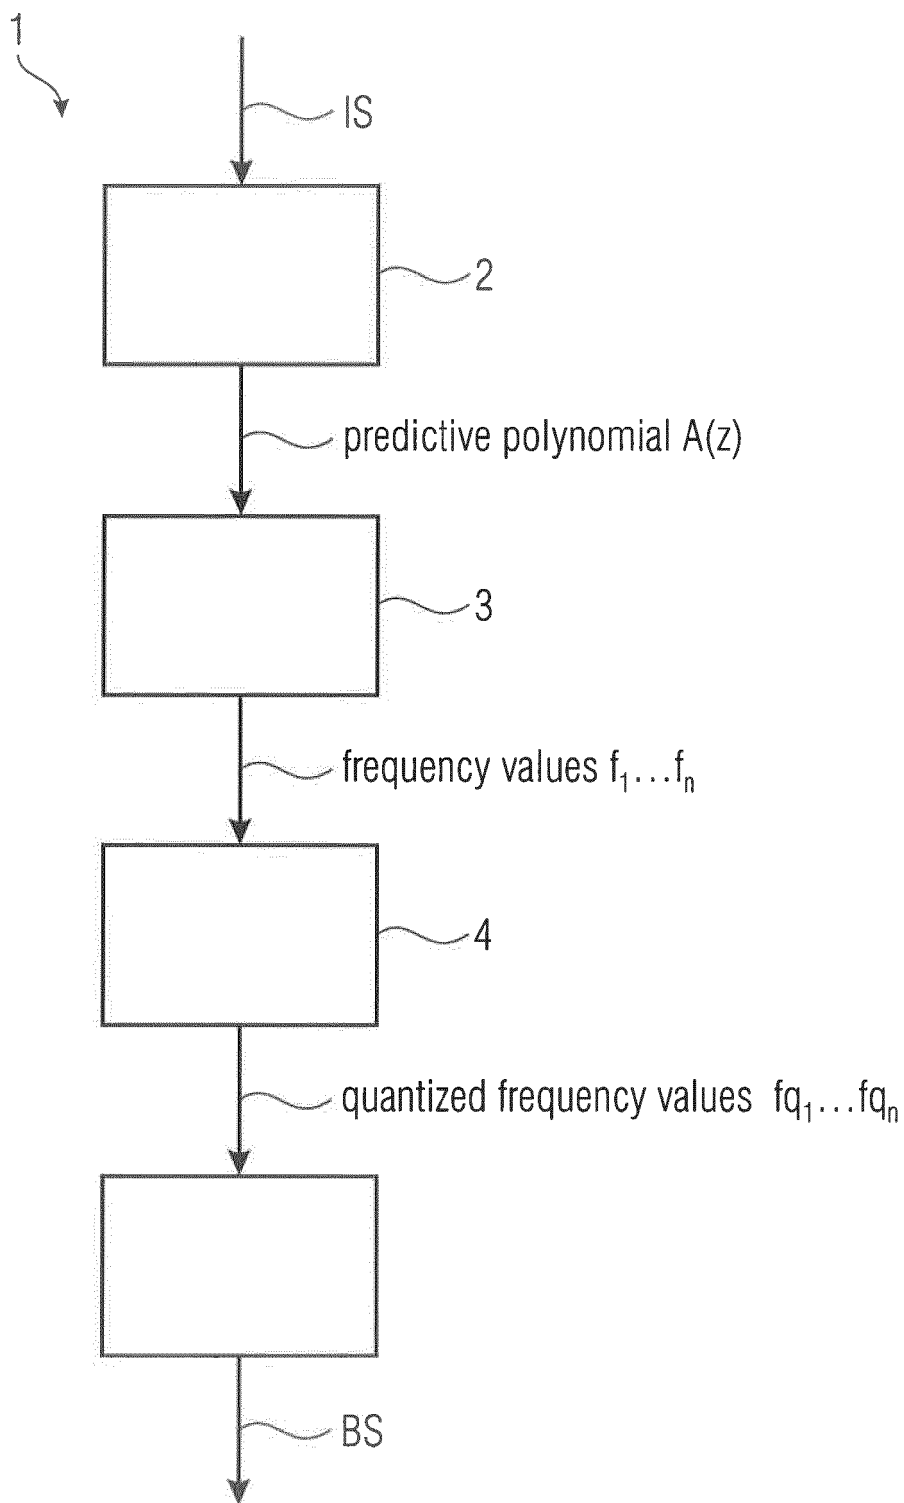 1
IS
2
predictive polynomial A(z)
3
frequency values f₁...fₙ
4
quantized frequency values fq₁...fqₙ
BS